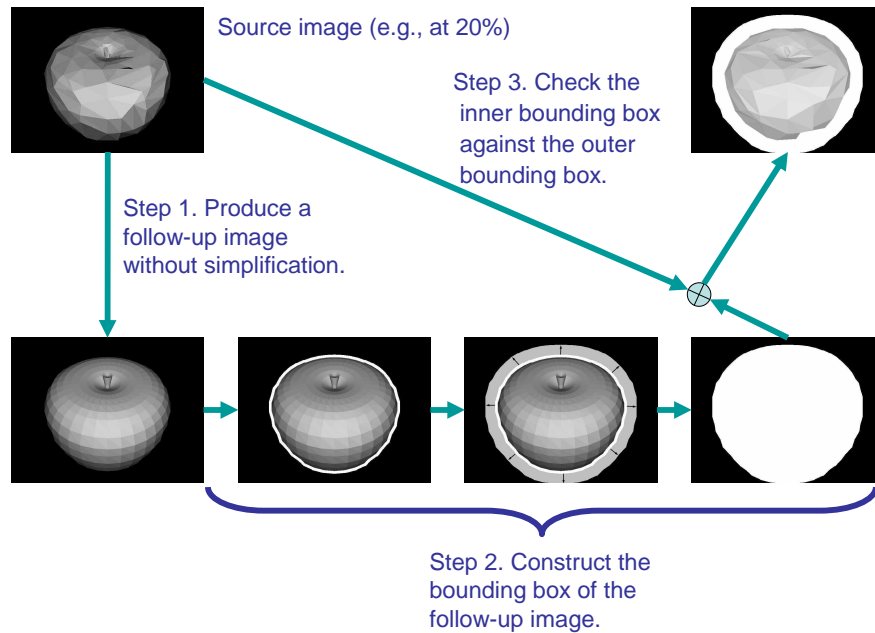 Source image (e.g., at 20%)
Step 3. Check the
inner bounding box
against the outer
bounding box.
Step 1. Produce a
follow-up image
without simplification.
Step 2. Construct the
bounding box of the
follow-up image.